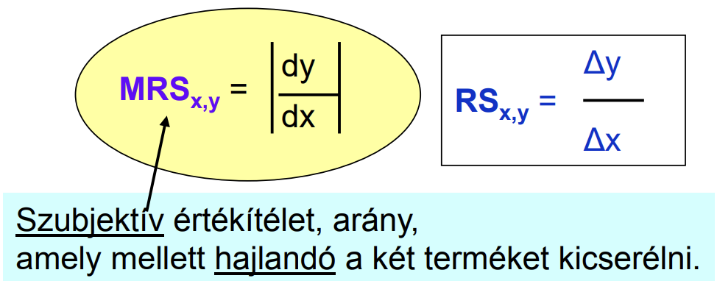 MRSx,y = |dy/dx|
RSx,y = Δy/Δx
Szubjektív értékítélet, arány,
amely mellett hajlandó a két terméket kicserélni.